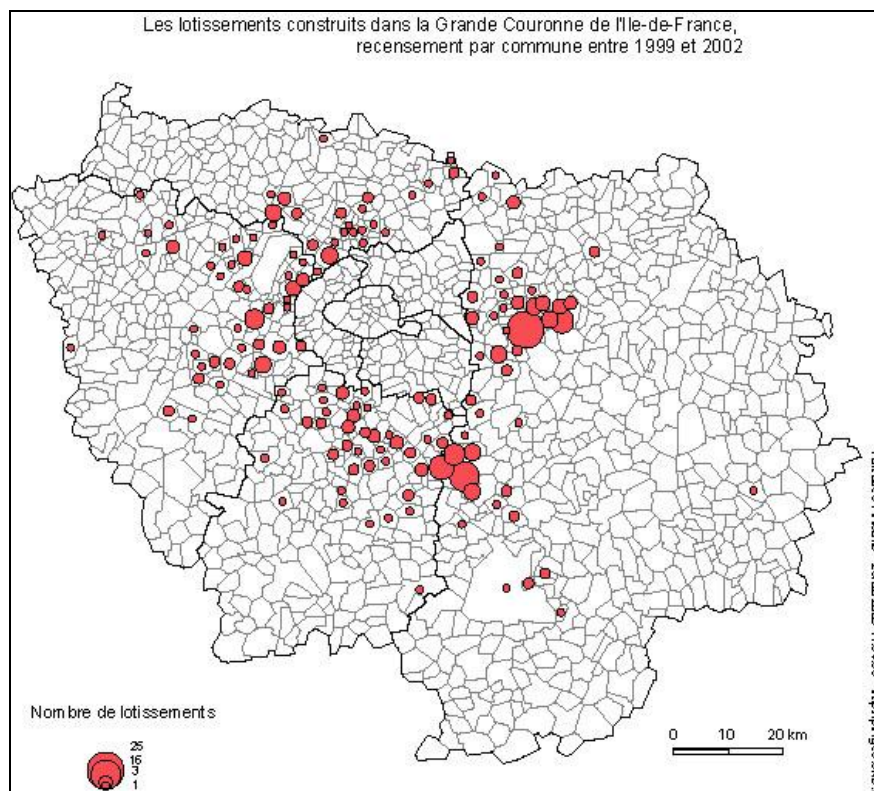 Les lotissements construits dans la Grande Couronne de l'Ile-de-France,
recensement par commune entre 1999 et 2002
Nombre de lotissements
25
16
3
1
0 10 20 km